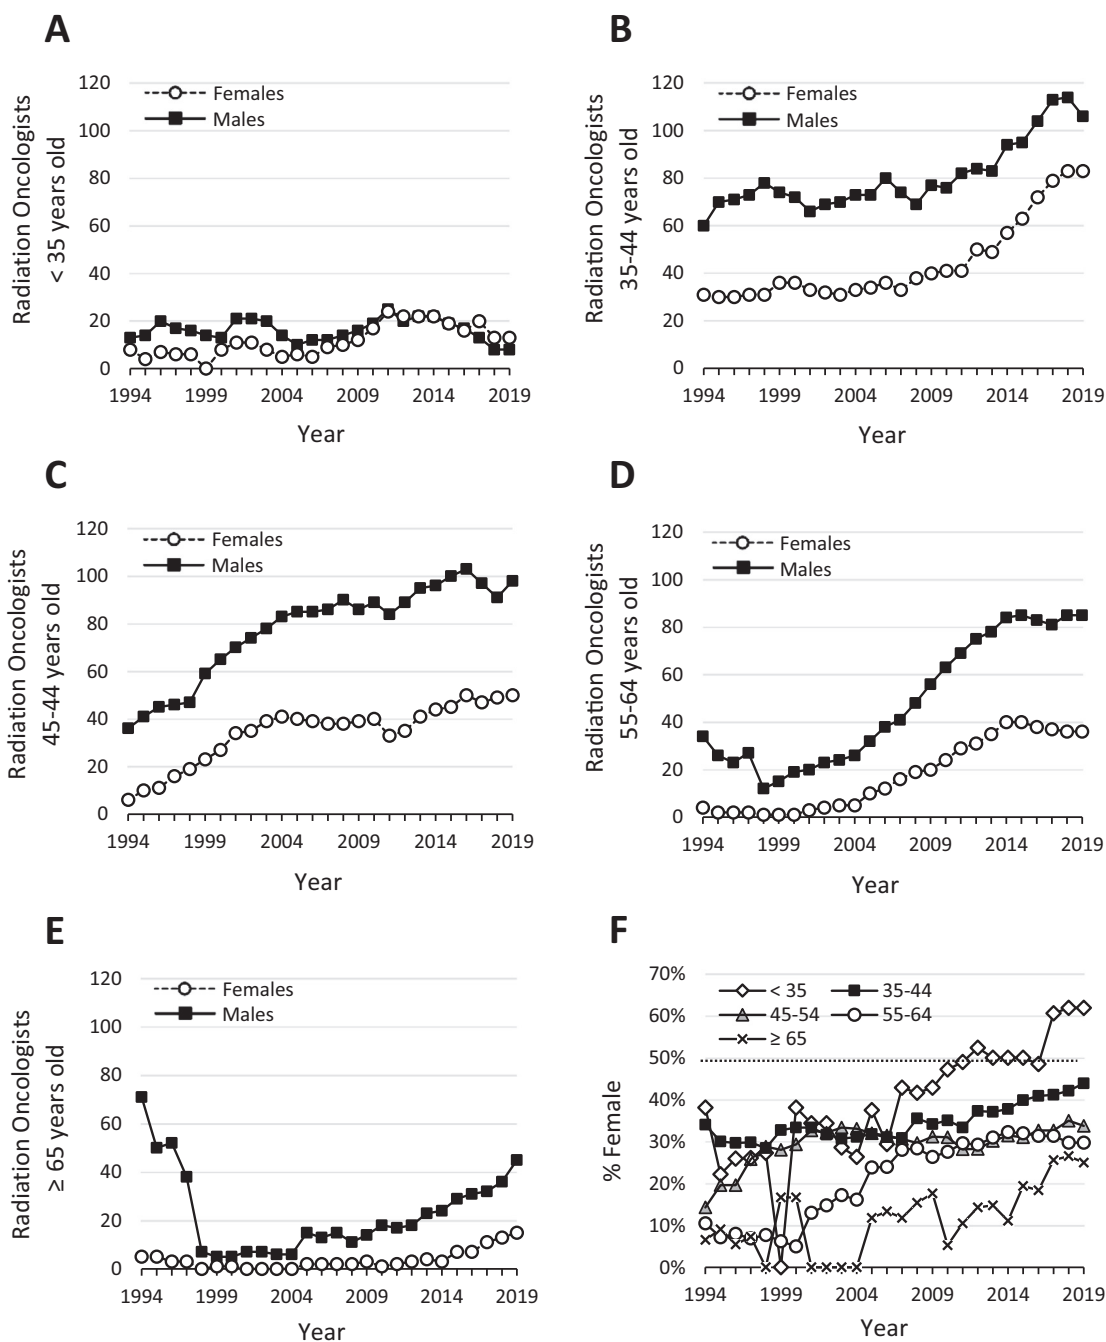 A
Radiation Oncologists
< 35 years old
120
100
80
60
40
20
0
Females
Males
1994 1999 2004 2009 2014 2019
Year
B
Radiation Oncologists
35-44 years old
120
100
80
60
40
20
0
Females
Males
1994 1999 2004 2009 2014 2019
Year
C
Radiation Oncologists
45-44 years old
120
100
80
60
40
20
0
Females
Males
1994 1999 2004 2009 2014 2019
Year
D
Radiation Oncologists
55-64 years old
120
100
80
60
40
20
0
Females
Males
1994 1999 2004 2009 2014 2019
Year
E
Radiation Oncologists
≥ 65 years old
120
100
80
60
40
20
0
Females
Males
1994 1999 2004 2009 2014 2019
Year
F
% Female
70%
60%
50%
40%
30%
20%
10%
0%
< 35 35-44
45-54 55-64
≥ 65
1994 1999 2004 2009 2014 2019
Year